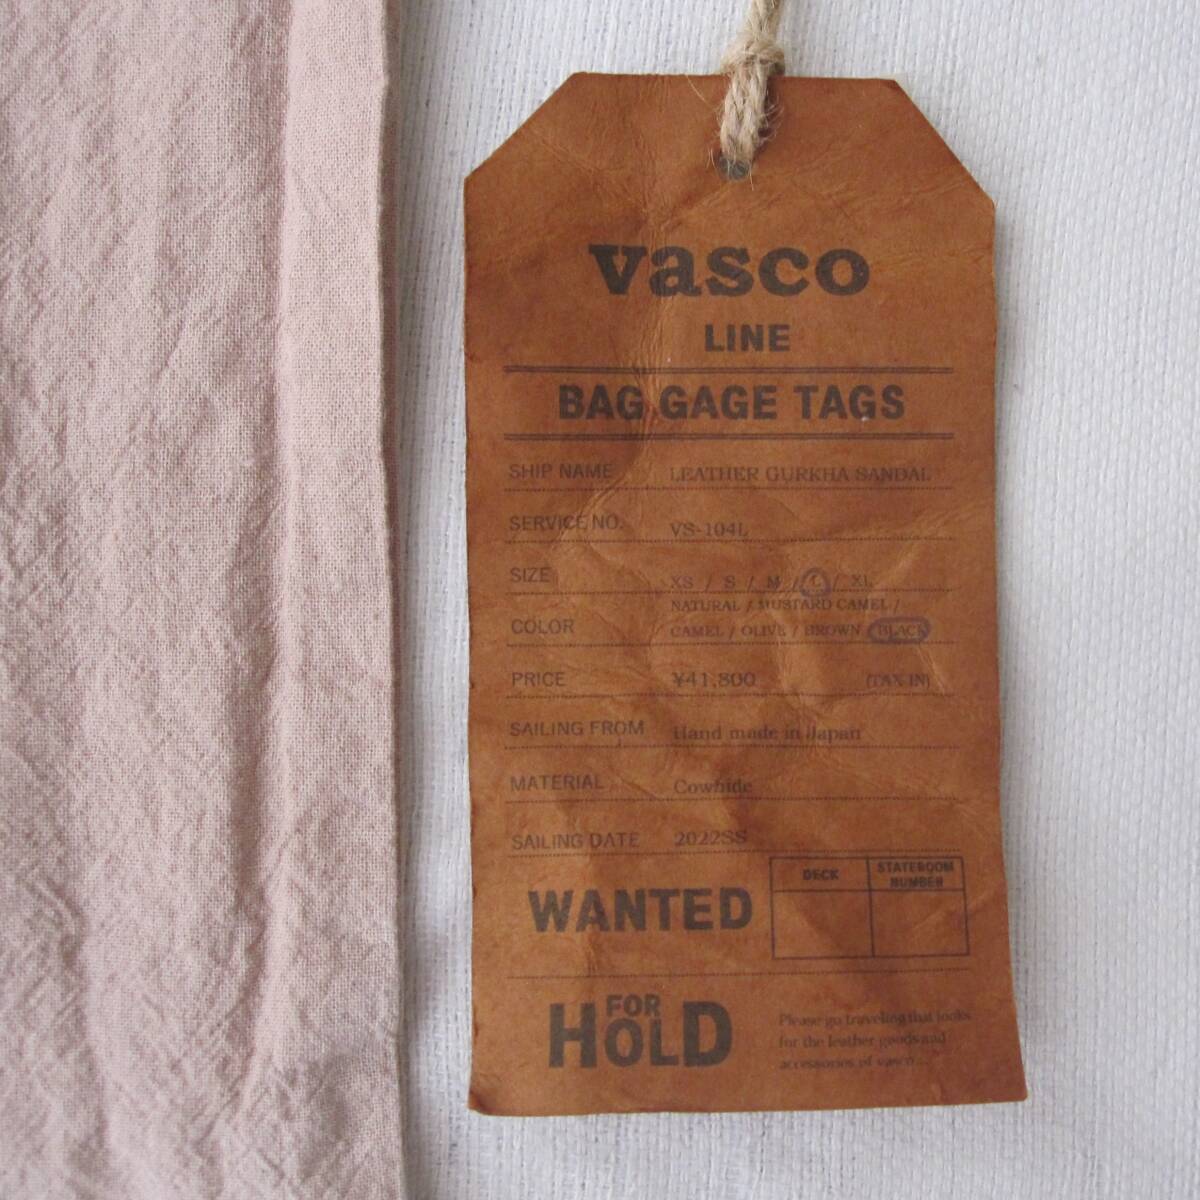 vasco
LINE
BAGGAGE TAGS
SHIP NAME LEATHER GURKHA SANDAL
SERVICE NO. VS-104L
SIZE XS / S / M / L / XL
NATURAL / MUSTARD CAMEL /
COLOR CAMEL / OLIVE / BROWN / BLACK
PRICE ¥41,800 (TAX IN)
SAILING FROM Hand made in Japan
MATERIAL Cowhide
SAILING DATE 2022SS
WANTED
DECK STATEROOM NUMBER
FOR
HOLD
Please go traveling that looks
for the leather goods and
accessories of vasco...